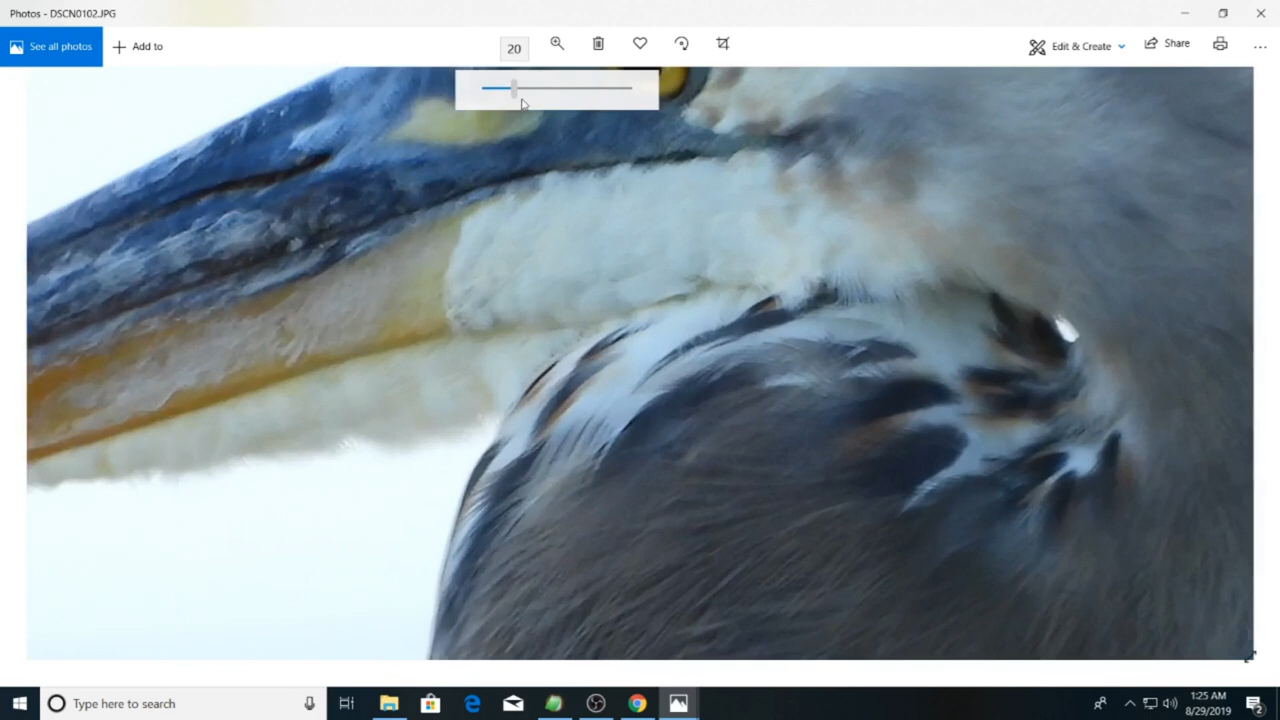 Photos - DSCN0102.JPG
See all photos
Add to
20
Edit & Create
Share
Type here to search
1:25 AM
8/29/2019
2